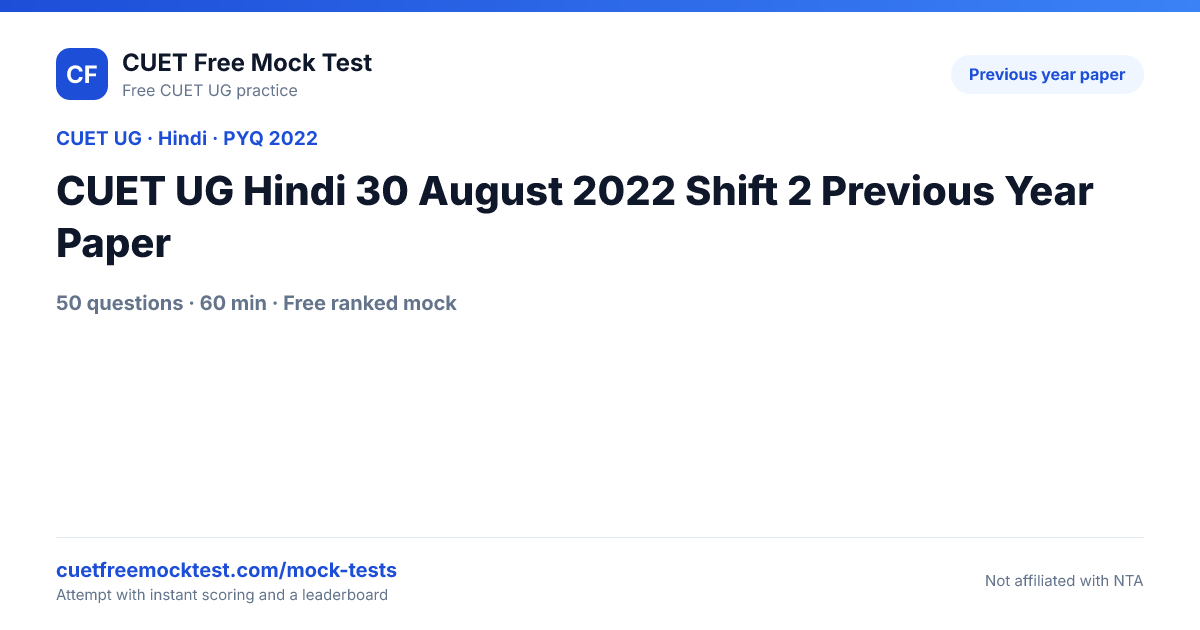 CF
CUET Free Mock Test
Free CUET UG practice
Previous year paper
CUET UG · Hindi · PYQ 2022
CUET UG Hindi 30 August 2022 Shift 2 Previous Year
Paper
50 questions · 60 min · Free ranked mock
cuetfreemocktest.com/mock-tests
Attempt with instant scoring and a leaderboard
Not affiliated with NTA